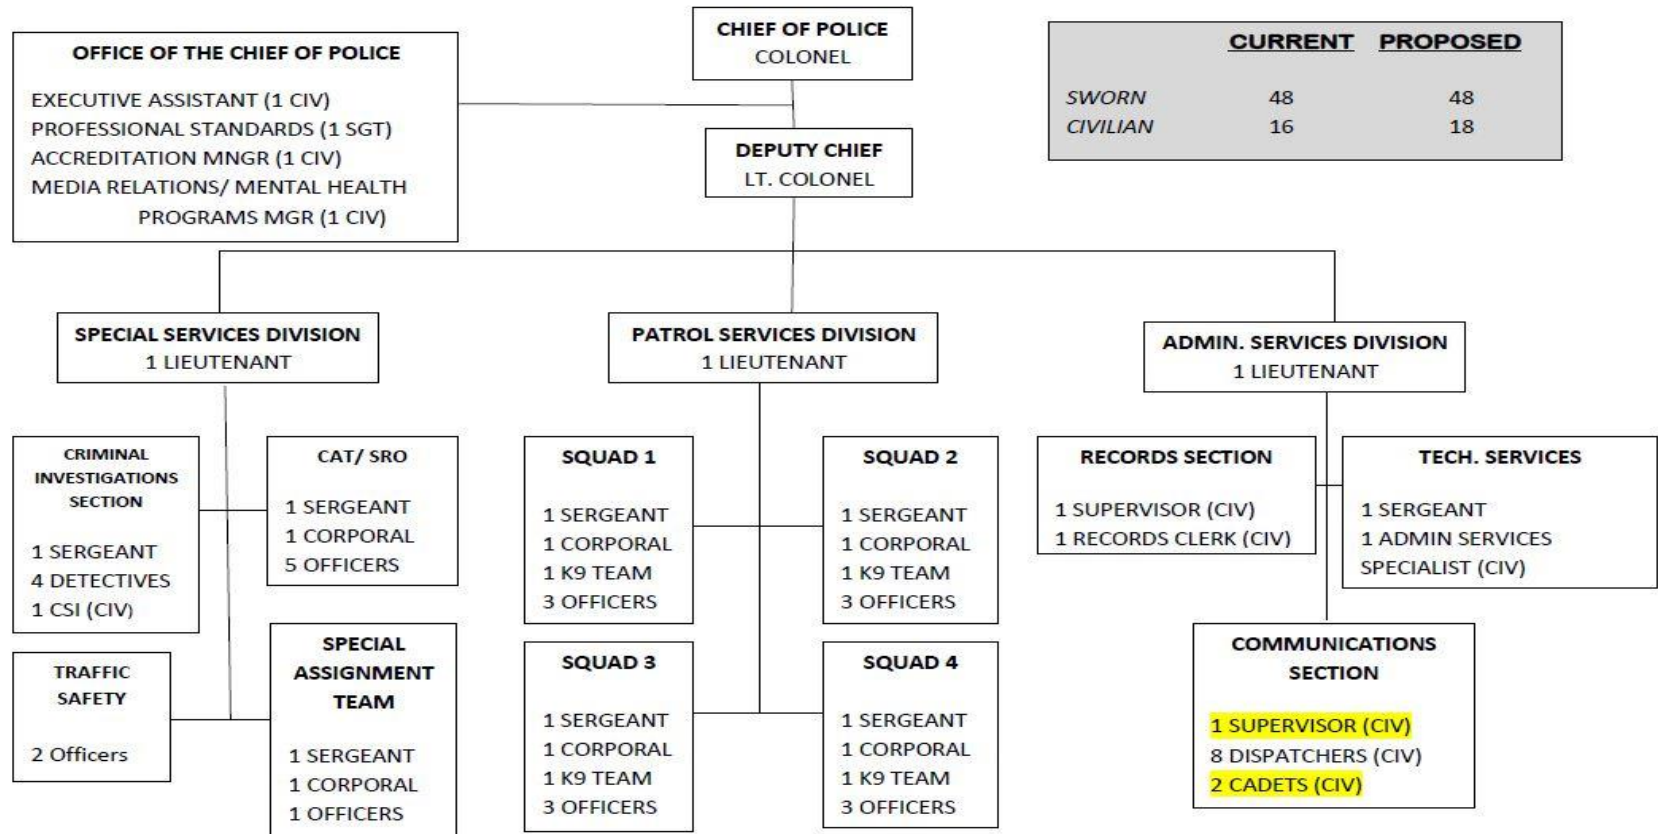 CHIEF OF POLICE
COLONEL
OFFICE OF THE CHIEF OF POLICE
EXECUTIVE ASSISTANT (1 CIV)
PROFESSIONAL STANDARDS (1 SGT)
ACCREDITATION MNGR (1 CIV)
MEDIA RELATIONS/ MENTAL HEALTH
PROGRAMS MGR (1 CIV)
CURRENT PROPOSED
SWORN 48 48
CIVILIAN 16 18
DEPUTY CHIEF
LT. COLONEL
SPECIAL SERVICES DIVISION
1 LIEUTENANT
PATROL SERVICES DIVISION
1 LIEUTENANT
ADMIN. SERVICES DIVISION
1 LIEUTENANT
CRIMINAL
INVESTIGATIONS
SECTION
1 SERGEANT
4 DETECTIVES
1 CSI (CIV)
CAT/ SRO
1 SERGEANT
1 CORPORAL
5 OFFICERS
TRAFFIC
SAFETY
2 Officers
SPECIAL
ASSIGNMENT
TEAM
1 SERGEANT
1 CORPORAL
1 OFFICERS
SQUAD 1
1 SERGEANT
1 CORPORAL
1 K9 TEAM
3 OFFICERS
SQUAD 2
1 SERGEANT
1 CORPORAL
1 K9 TEAM
3 OFFICERS
SQUAD 3
1 SERGEANT
1 CORPORAL
1 K9 TEAM
3 OFFICERS
SQUAD 4
1 SERGEANT
1 CORPORAL
1 K9 TEAM
3 OFFICERS
RECORDS SECTION
1 SUPERVISOR (CIV)
1 RECORDS CLERK (CIV)
TECH. SERVICES
1 SERGEANT
1 ADMIN SERVICES
SPECIALIST (CIV)
COMMUNICATIONS
SECTION
1 SUPERVISOR (CIV)
8 DISPATCHERS (CIV)
2 CADETS (CIV)